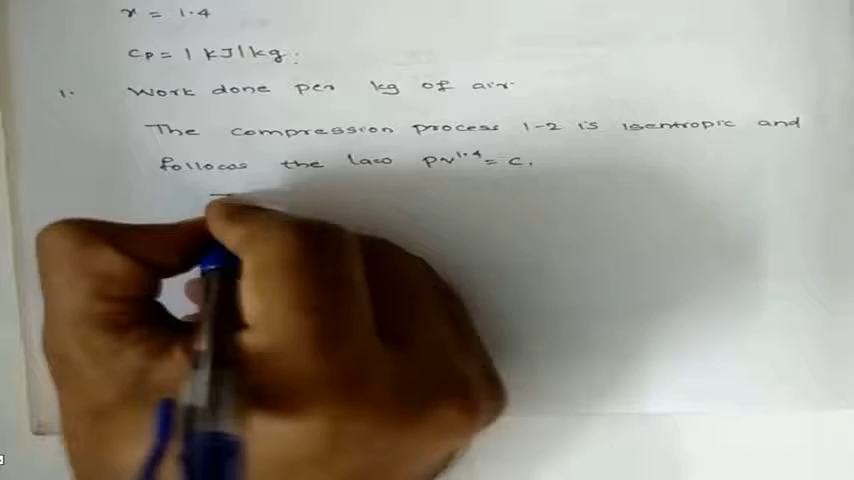 γ = 1.4
CP = 1 kJ/kg.
1. Work done per kg of air.
The compression process 1-2 is isentropic and
follows the law pv^1.4 = c.